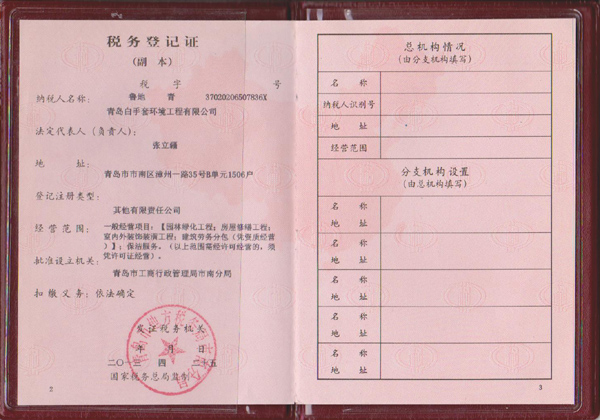 税务登记证
(副 本)
税 字 号
鲁地 青 37020206507836X
纳税人名称：
青岛白手套环境工程有限公司
法定代表人（负责人）：
张立疆
地 址：
青岛市市南区漳州一路35号B单元1506户
登记注册类型：
其他有限责任公司
经营范围：
一般经营项目：【园林绿化工程；房屋修缮工程；
室内外装饰装潢工程；建筑劳务分包（凭资质经营
）】；保洁服务。（以上范围需经许可经营的，须
凭许可证经营）。
批准设立机关：
青岛市工商行政管理局市南分局
扣缴义务：依法确定
发证税务机关
年 月 日
二〇一三 四 二十五
国家税务总局监制
2
总机构情况
(由分支机构填写)
名 称
纳税人识别号
地 址
经营范围
分支机构设置
(由总机构填写)
名 称
地 址
名 称
地 址
名 称
地 址
名 称
地 址
名 称
地 址
3